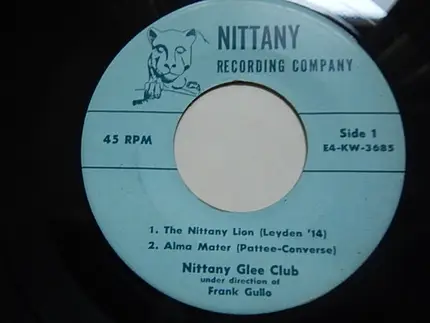 NITTANY
RECORDING COMPANY
45 RPM
Side 1
E4-KW-3685
1. The Nittany Lion (Leyden '14)
2. Alma Mater (Pattee-Converse)
Nittany Glee Club
under direction of
Frank Gullo